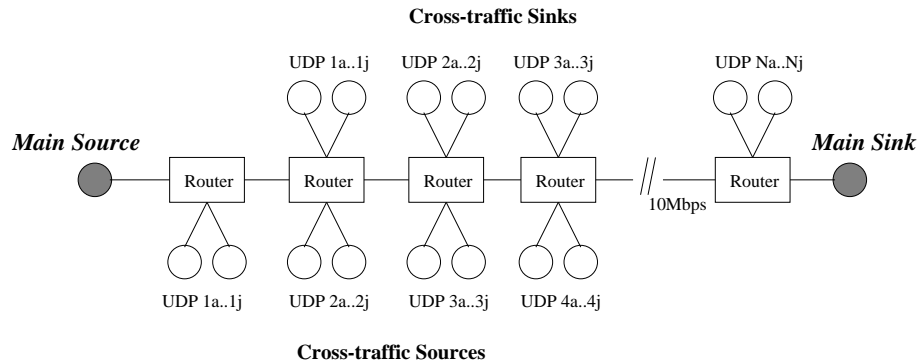 Cross-traffic Sinks
UDP 1a..1j UDP 2a..2j UDP 3a..3j UDP Na..Nj
Main Source Main Sink
Router Router Router Router Router
10Mbps
UDP 1a..1j UDP 2a..2j UDP 3a..3j UDP 4a..4j
Cross-traffic Sources